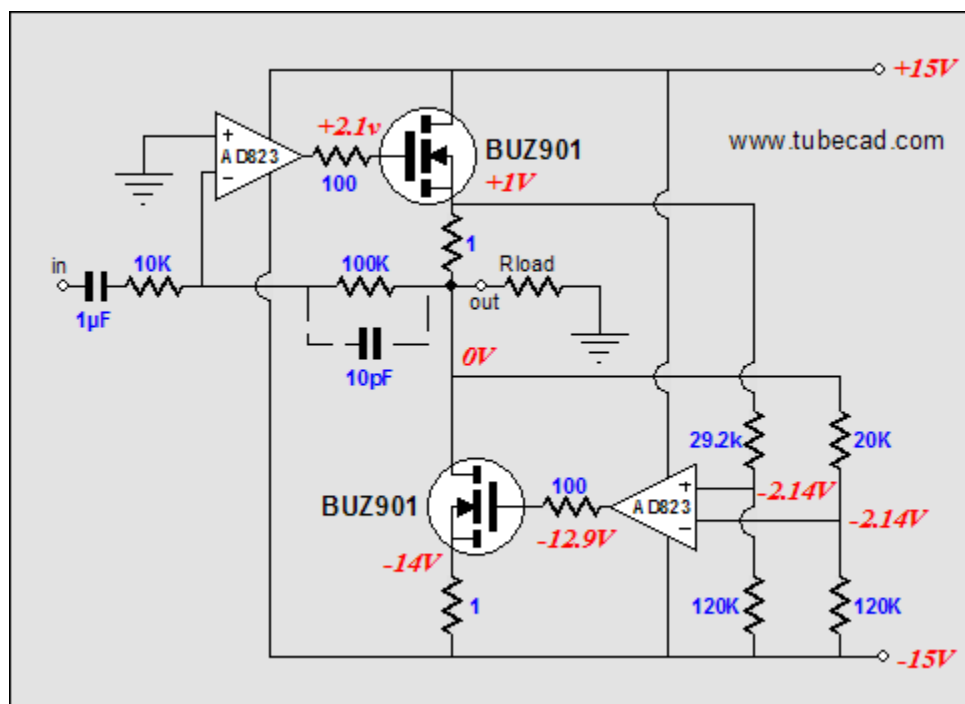 +15V
+2.1v
+
AD823
−
BUZ901
www.tubecad.com
100
+1V
in
10K
100K
1
Rload
1µF
out
10pF
0V
29.2k
20K
BUZ901
100
+
AD823
−
-2.14V
-2.14V
-12.9V
-14V
1
120K
120K
-15V